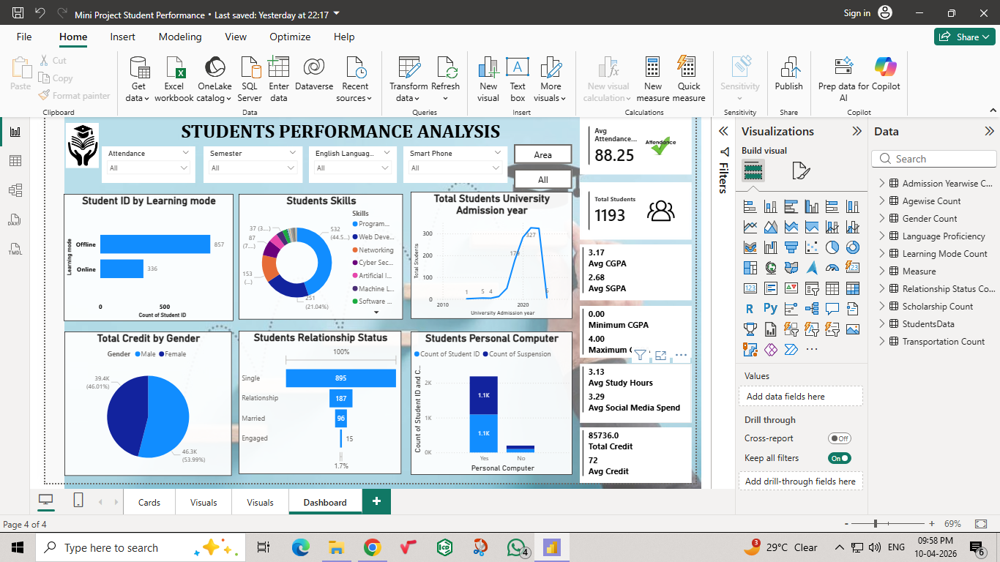 Mini Project Student Performance • Last saved: Yesterday at 22:17
Sign in
File Home Insert Modeling View Optimize Help
Share
Paste
Cut
Copy
Format painter
Clipboard
Get data
Excel workbook
OneLake catalog
SQL Server
Enter data
Dataverse
Recent sources
Data
Transform data
Refresh
Queries
New visual
Text box
More visuals
Insert
New visual calculation
New measure
Quick measure
Calculations
Sensitivity
Sensitivity
Publish
Share
Prep data for AI
Copilot
Copilot
DAX
TMDL
STUDENTS PERFORMANCE ANALYSIS
Attendance
All
Semester
All
English Languag...
All
Smart Phone
All
Area
All
Student ID by Learning mode
Learning mode
Offline 857
Online 336
0 500
Count of Student ID
Students Skills
37 (3...)
87 (7....)
153 (...)
532 (44.5...)
251 (21.04%)
Skills
Program...
Web Deve...
Networking
Cyber Sec...
Artificial I...
Machine L...
Software ...
Total Students University Admission year
Total Students
300
200
100
0
1 5 4
327
2010 2020
University Admission year
Total Credit by Gender
Gender Male Female
39.4K (46.01%)
46.3K (53.99%)
Students Relationship Status
100%
Single 895
Relationship 187
Married 96
Engaged 15
1.7%
Students Personal Computer
Count of Student ID Count of Suspension
Count of Student ID and C...
2K
1K
0K
1.1K
1.1K
Yes No
Personal Computer
Avg Attendance...
88.25
Attendance
Total Students
1193
3.17
Avg CGPA
2.68
Avg SGPA
0.00
Minimum CGPA
4.00
Maximum
3.13
Avg Study Hours
3.29
Avg Social Media Spend
85736.0
Total Credit
72
Avg Credit
Filters
Visualizations
Build visual
123
R
Py
123
Values
Add data fields here
Drill through
Cross-report
Off
Keep all filters
On
Add drill-through fields here
Data
Search
Admission Yearwise C...
Agewise Count
Gender Count
Language Proficiency
Learning Mode Count
Measure
Relationship Status Co...
Scholarship Count
StudentsData
Transportation Count
Cards Visuals Visuals Dashboard +
Page 4 of 4
- + 69%
Type here to search
ICD
4
3
29°C Clear
ENG
09:58 PM
10-04-2026
6